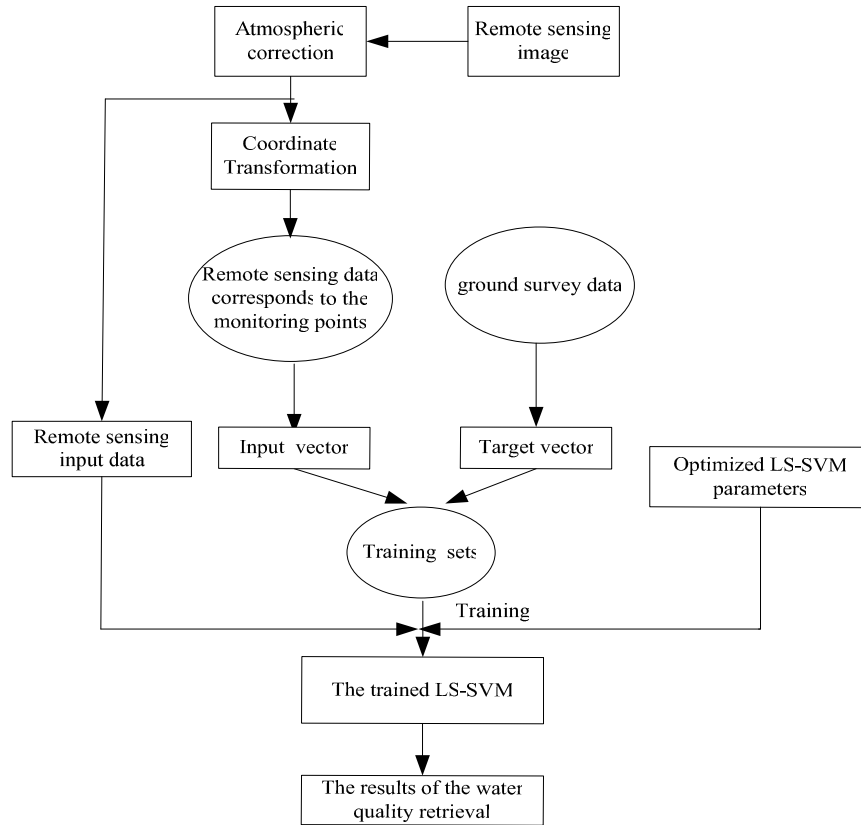 Atmospheric
correction
Remote sensing
image
Coordinate
Transformation
Remote sensing data
corresponds to the
monitoring points
ground survey data
Remote sensing
input data
Input vector
Target vector
Optimized LS-SVM
parameters
Training sets
Training
The trained LS-SVM
The results of the water
quality retrieval